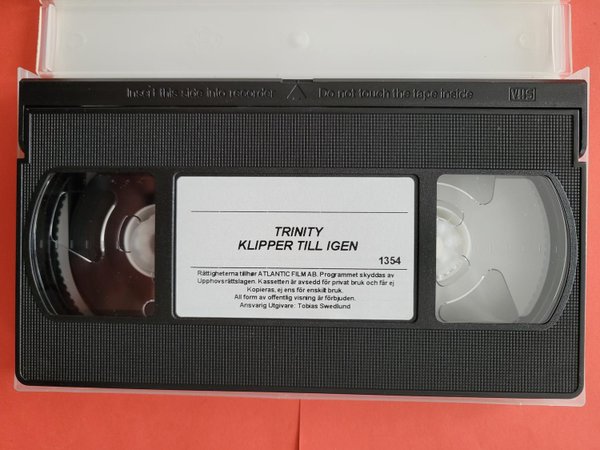 Insert this side into recorder Do not touch the tape inside VHS
TRINITY
KLIPPER TILL IGEN
1354
Rättigheterna tillhør ATLANTIC FILM AB. Programmet skyddas av
Upphovsrättslagen. Kassetten är avsedd för privat bruk och får ej
Kopieras, ej ens för enskilt bruk.
All form av offentlig visning är förbjuden.
Ansvarig Utgivare: Tobias Swedlund